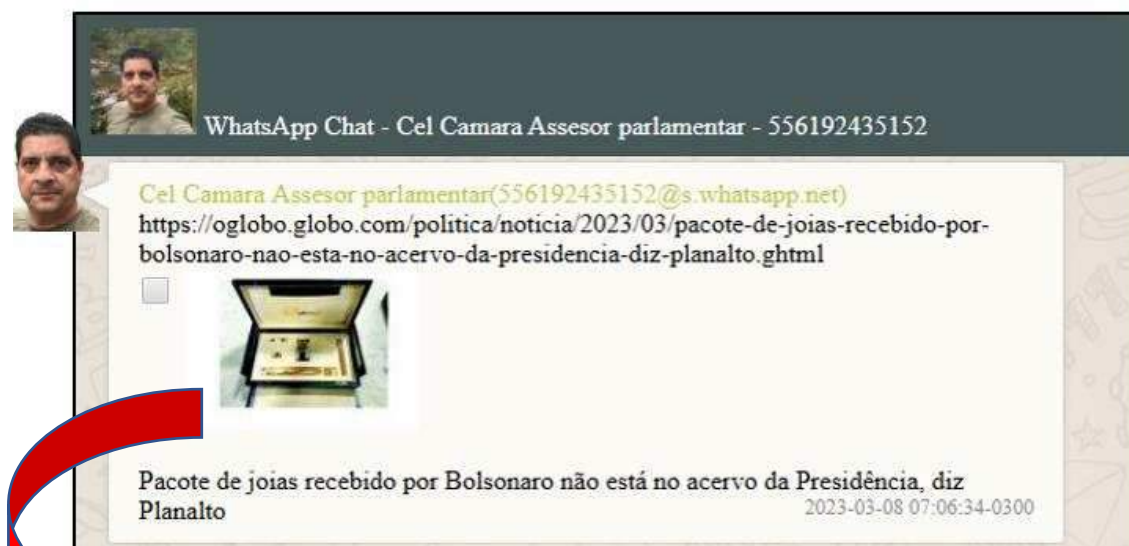 WhatsApp Chat - Cel Camara Assesor parlamentar - 556192435152
Cel Camara Assesor parlamentar(556192435152@s.whatsapp.net)
https://oglobo.globo.com/politica/noticia/2023/03/pacote-de-joias-recebido-por-
bolsonaro-nao-esta-no-acervo-da-presidencia-diz-planalto.ghtml
Pacote de joias recebido por Bolsonaro não está no acervo da Presidência, diz
Planalto
2023-03-08 07:06:34-0300